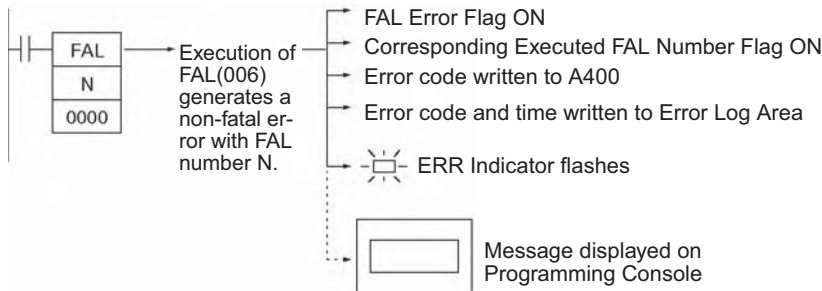 FAL
N
0000
Execution of
FAL(006)
generates a
non-fatal er-
ror with FAL
number N.
FAL Error Flag ON
Corresponding Executed FAL Number Flag ON
Error code written to A400
Error code and time written to Error Log Area
ERR Indicator flashes
Message displayed on
Programming Console